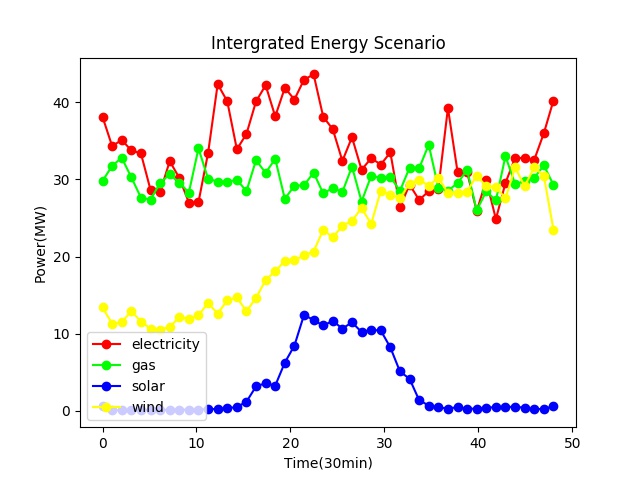 Intergrated Energy Scenario
Power(MW)
40
30
20
10
0
electricity
gas
solar
wind
0 10 20 30 40 50
Time(30min)